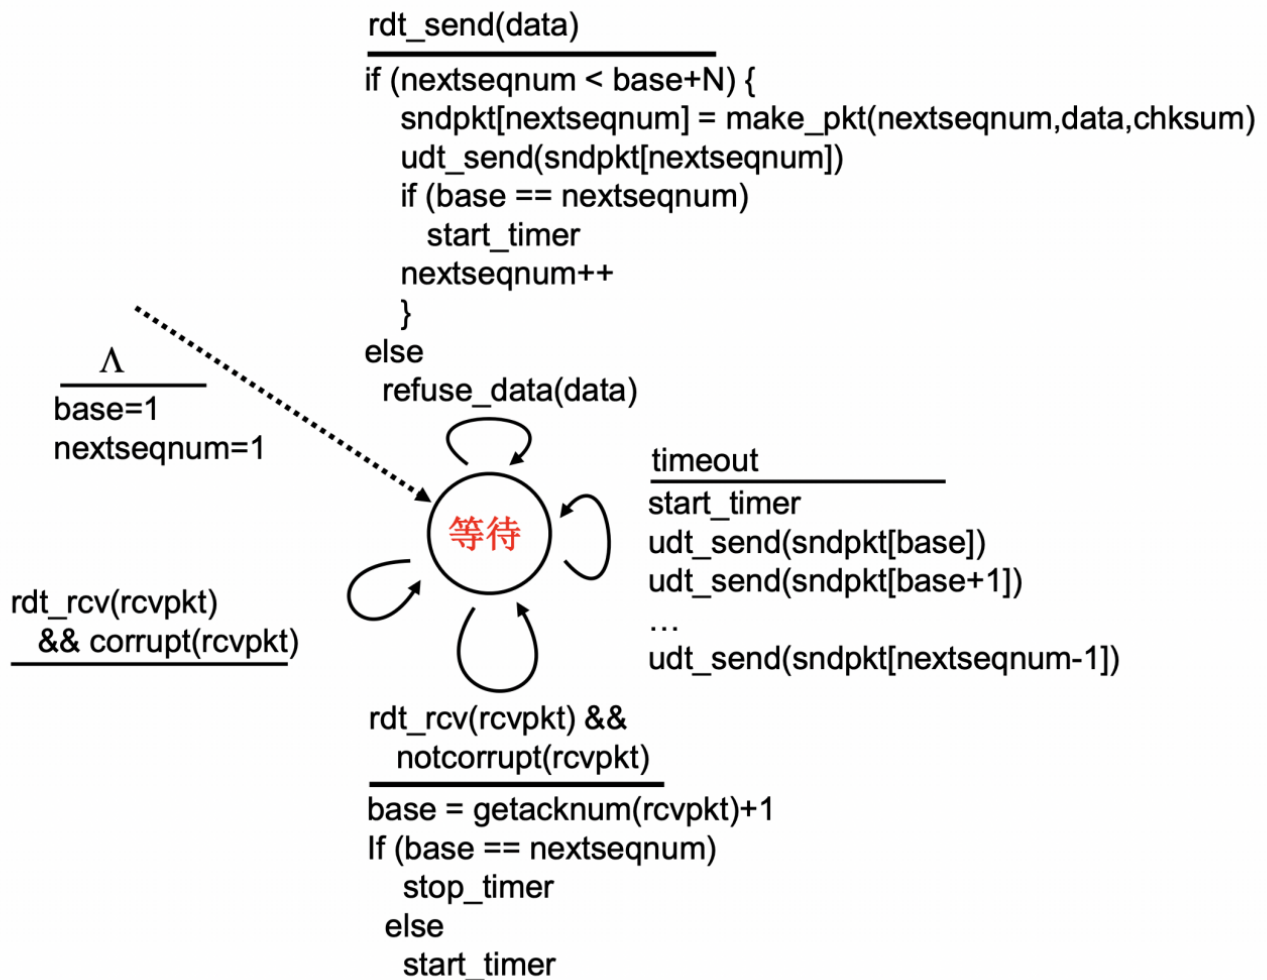 rdt_send(data)
if (nextseqnum < base+N) {
sndpkt[nextseqnum] = make_pkt(nextseqnum,data,chksum)
udt_send(sndpkt[nextseqnum])
if (base == nextseqnum)
start_timer
nextseqnum++
}
else
refuse_data(data)
Λ
base=1
nextseqnum=1
等待
timeout
start_timer
udt_send(sndpkt[base])
udt_send(sndpkt[base+1])
…
udt_send(sndpkt[nextseqnum-1])
rdt_rcv(rcvpkt)
&& corrupt(rcvpkt)
rdt_rcv(rcvpkt) &&
notcorrupt(rcvpkt)
base = getacknum(rcvpkt)+1
If (base == nextseqnum)
stop_timer
else
start_timer